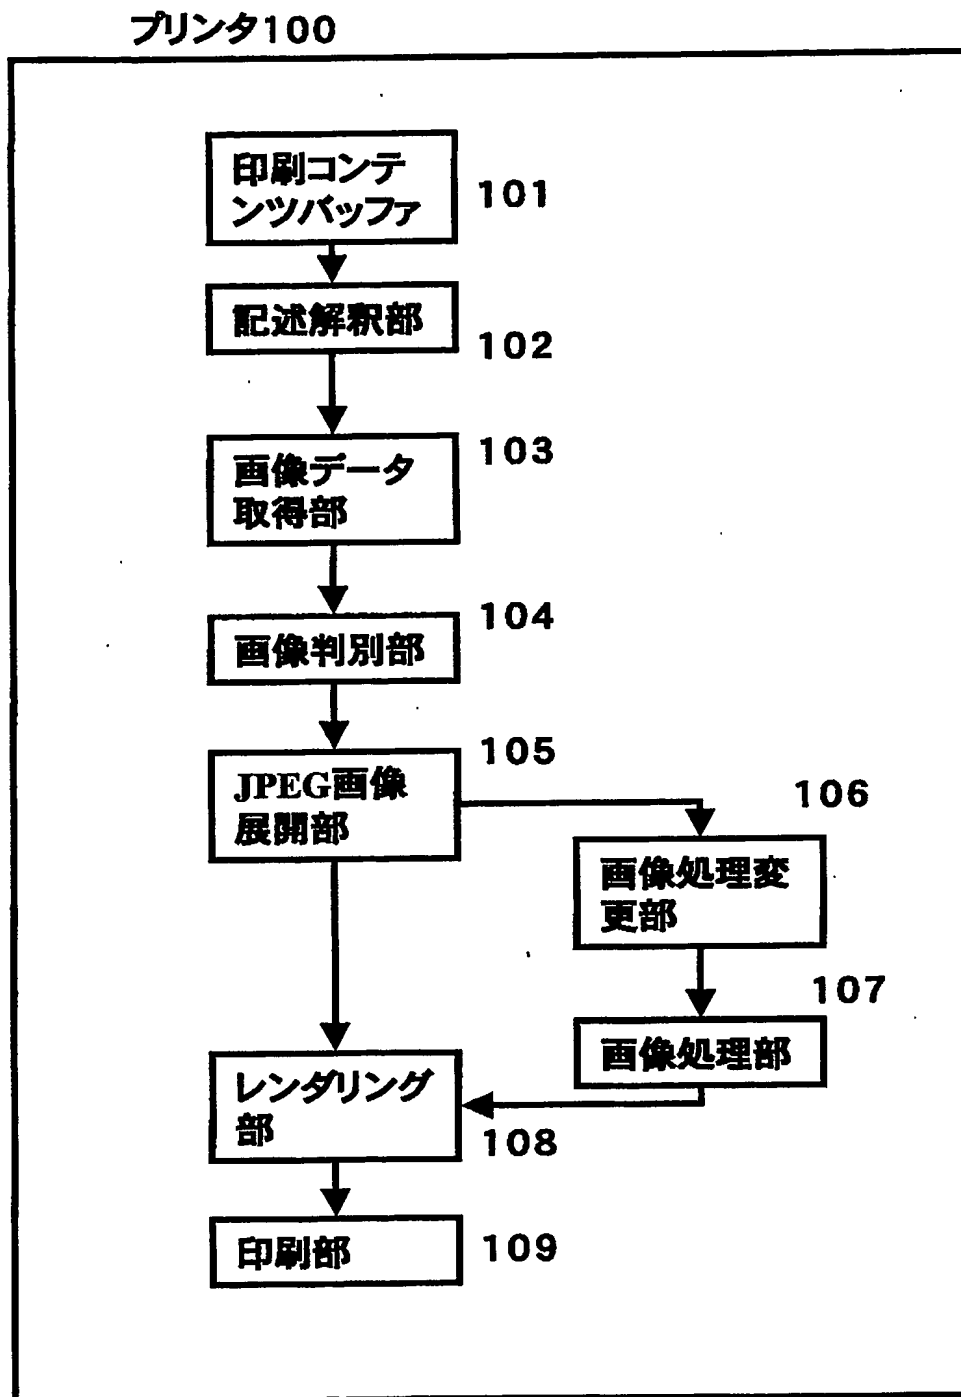 プリンタ100
印刷コンテ
ンツバッファ
101
記述解釈部
102
画像データ
取得部
103
画像判別部
104
JPEG画像
展開部
105
106
画像処理変
更部
107
画像処理部
レンダリング
部
108
印刷部
109